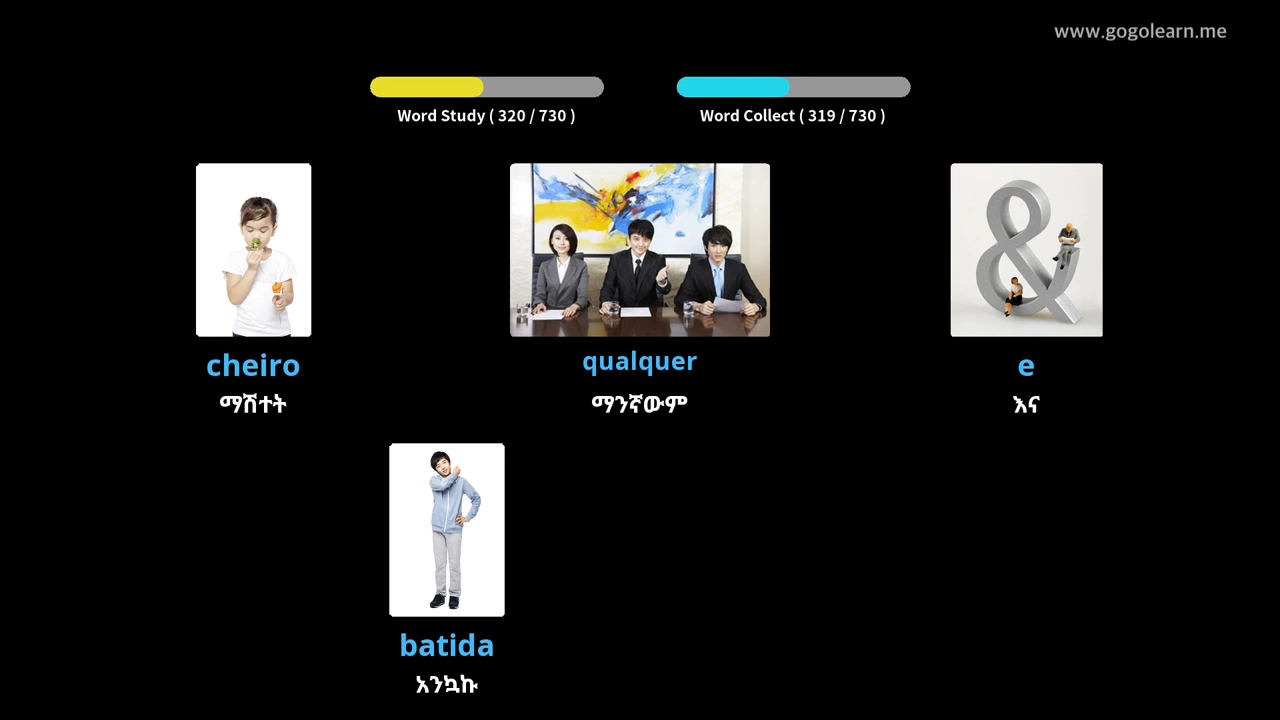 www.gogolearn.me
Word Study ( 320 / 730 )
Word Collect ( 319 / 730 )
cheiro
ማሽተት
qualquer
ማንኛውም
e
እና
batida
አንኳኩ